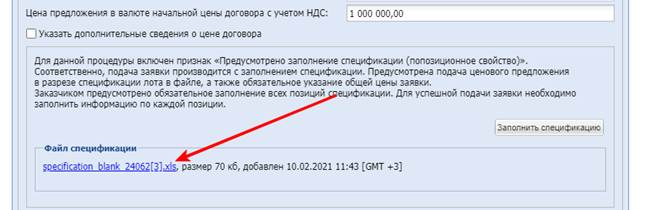 Цена предложения в валюте начальной цены договора с учетом НДС: 1 000 000,00
Указать дополнительные сведения о цене договора
Для данной процедуры включен признак «Предусмотрено заполнение спецификации (попозиционное свойство)».
Соответственно, подача заявки производится с заполнением спецификации. Предусмотрена подача ценового предложения
в разрезе спецификации лота в файле, а также обязательное указание общей цены заявки.
Заказчиком предусмотрено обязательное заполнение всех позиций спецификации. Для успешной подачи заявки необходимо
заполнить информацию по каждой позиции.
Заполнить спецификацию
Файл спецификации
specification_blank_24062[3].xls, размер 70 кб, добавлен 10.02.2021 11:43 [GMT +3]